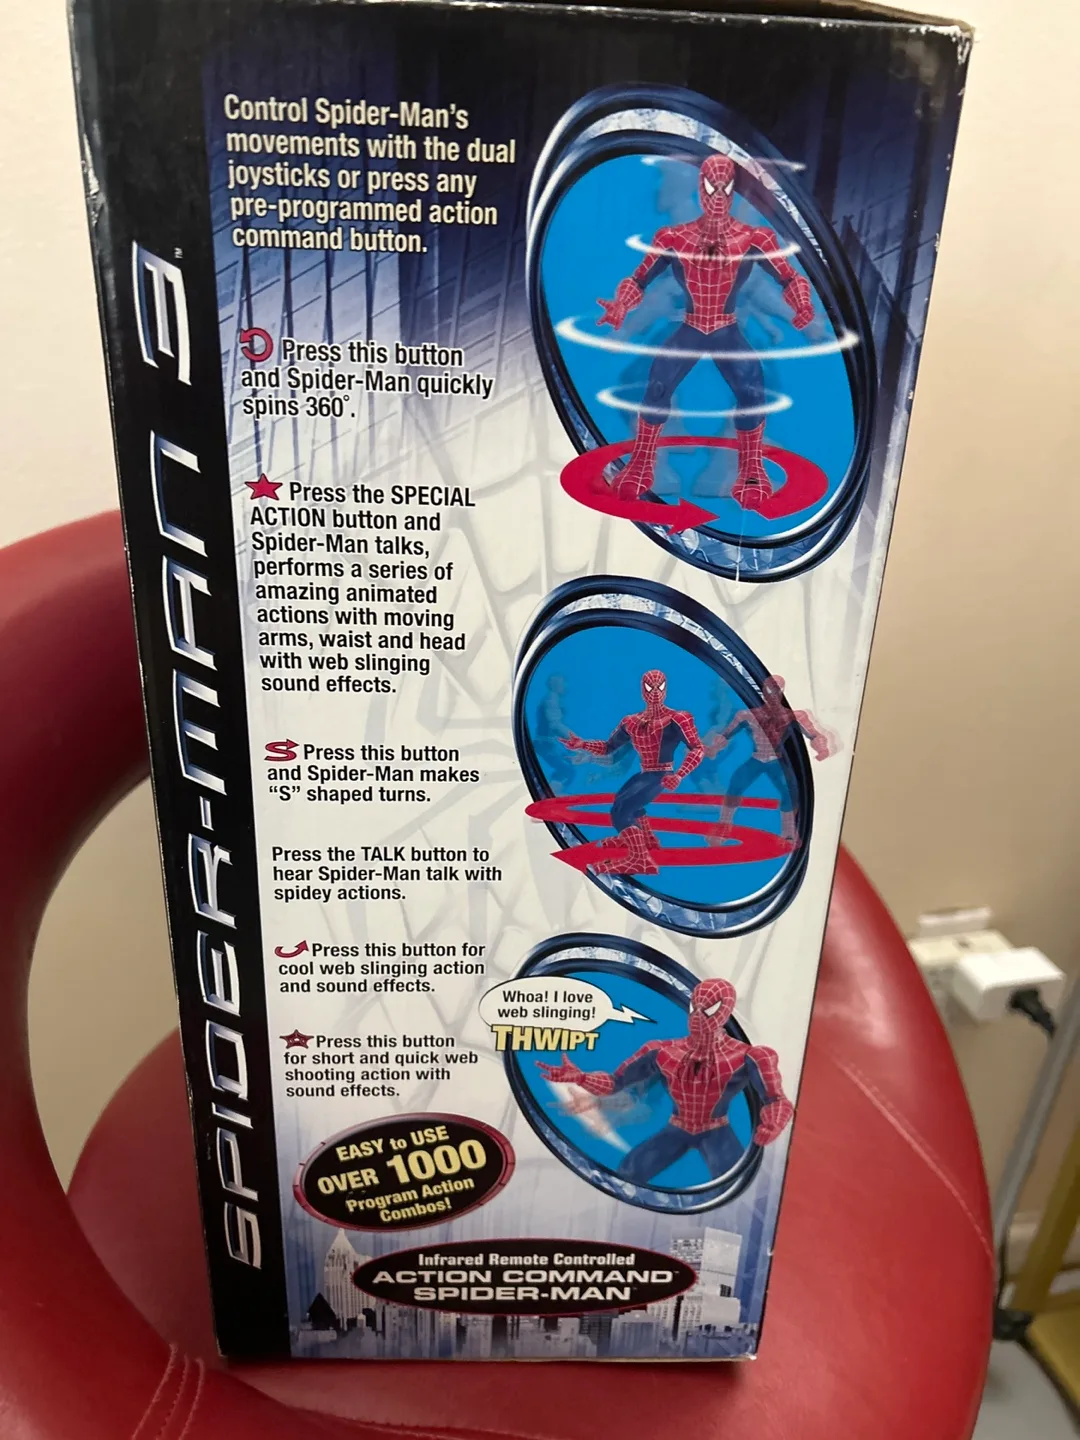 SPIDER-MAN 3™
Control Spider-Man's
movements with the dual
joysticks or press any
pre-programmed action
command button.
Press this button
and Spider-Man quickly
spins 360°.
Press the SPECIAL
ACTION button and
Spider-Man talks,
performs a series of
amazing animated
actions with moving
arms, waist and head
with web slinging
sound effects.
Press this button
and Spider-Man makes
“S” shaped turns.
Press the TALK button to
hear Spider-Man talk with
spidey actions.
Press this button for
cool web slinging action
and sound effects.
Whoa! I love
web slinging!
THWIPT
Press this button
for short and quick web
shooting action with
sound effects.
EASY to USE
OVER 1000
Program Action
Combos!
Infrared Remote Controlled
ACTION COMMAND™
SPIDER-MAN